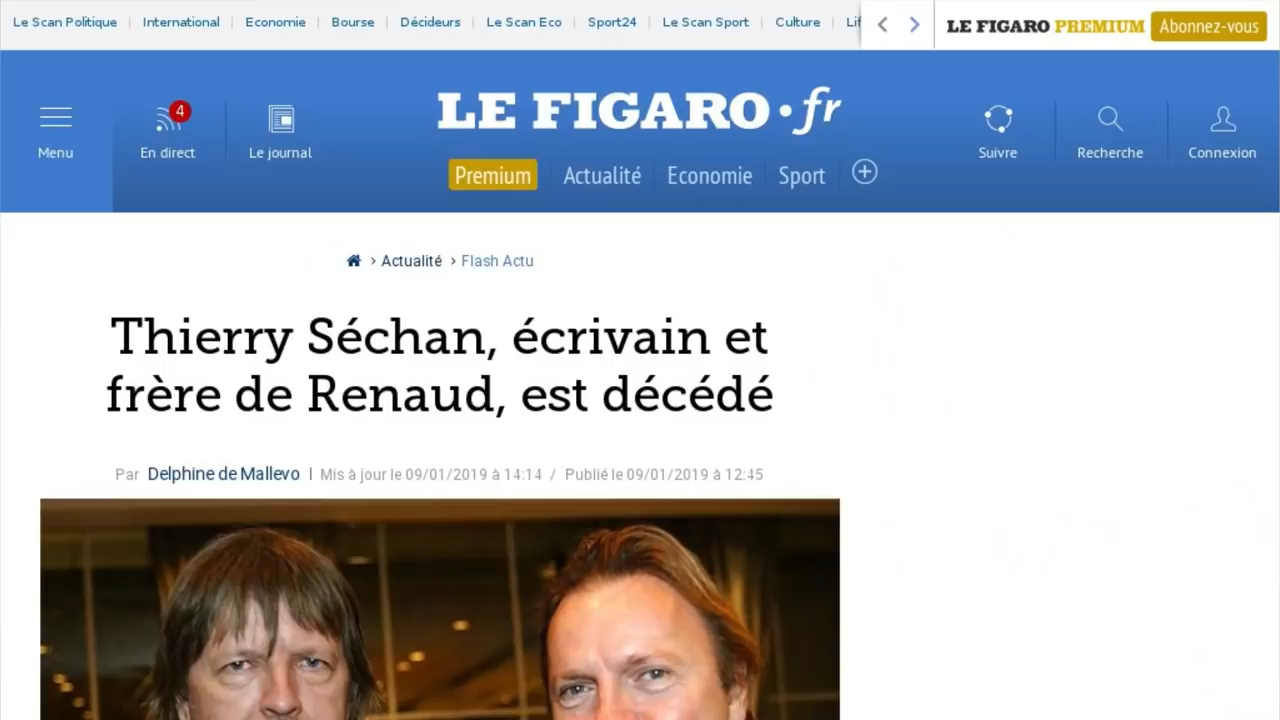 Le Scan Politique International Economie Bourse Décideurs Le Scan Eco Sport24 Le Scan Sport Culture Lif
LE FIGARO PREMIUM Abonnez-vous
LE FIGARO·fr
4
Menu En direct Le journal Suivre Recherche Connexion
Premium Actualité Economie Sport
> Actualité > Flash Actu
Thierry Séchan, écrivain et
frère de Renaud, est décédé
Par Delphine de Mallevo | Mis à jour le 09/01/2019 à 14:14 / Publié le 09/01/2019 à 12:45